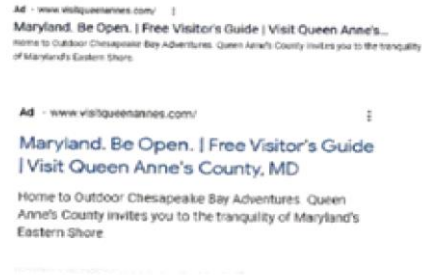 Ad · www.visitqueenannes.com/
Maryland. Be Open. | Free Visitor's Guide | Visit Queen Anne's...
Home to Outdoor Chesapeake Bay Adventures. Queen Anne's County invites you to the tranquility
of Maryland's Eastern Shore.
Ad · www.visitqueenannes.com/
Maryland. Be Open. | Free Visitor's Guide
| Visit Queen Anne's County, MD
Home to Outdoor Chesapeake Bay Adventures Queen
Anne's County invites you to the tranquility of Maryland's
Eastern Shore